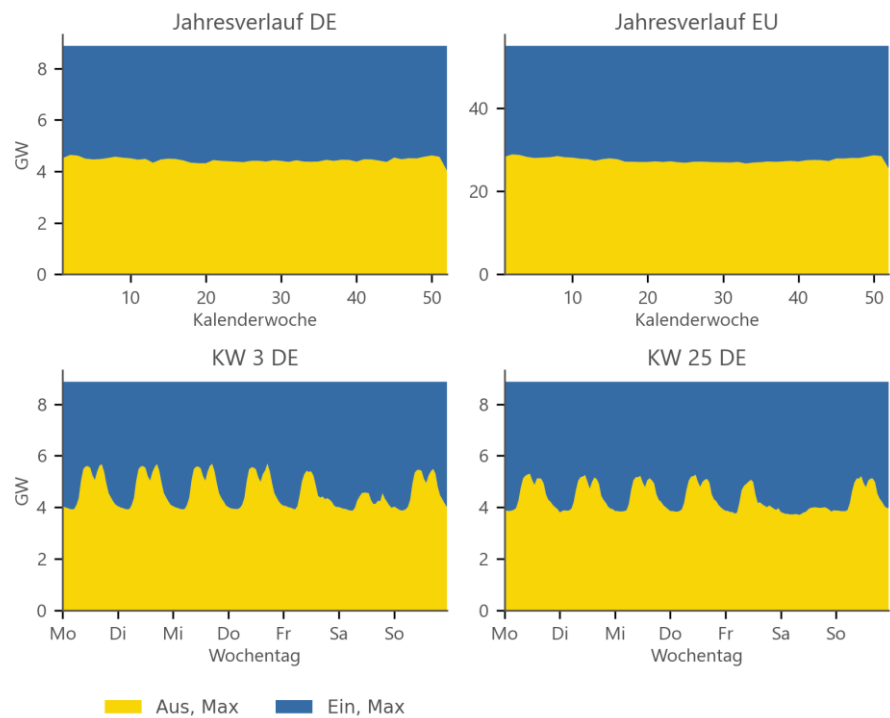 Jahresverlauf DE
GW
8
6
4
2
0
10 20 30 40 50
Kalenderwoche
Jahresverlauf EU
40
20
0
10 20 30 40 50
Kalenderwoche
KW 3 DE
GW
8
6
4
2
0
Mo Di Mi Do Fr Sa So
Wochentag
KW 25 DE
8
6
4
2
0
Mo Di Mi Do Fr Sa So
Wochentag
Aus, Max Ein, Max